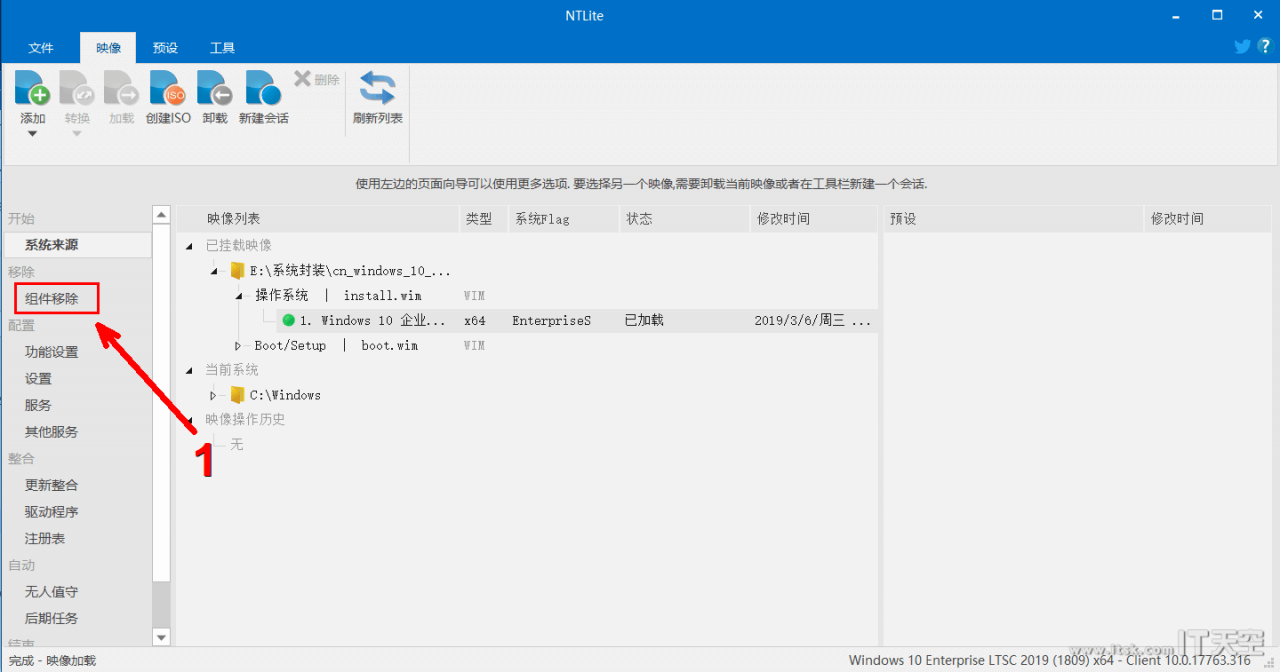 NTLite
文件 映像 预设 工具
添加 转换 加载 创建ISO 卸载 新建会话 删除 刷新列表
使用左边的页面向导可以使用更多选项. 要选择另一个映像,需要卸载当前映像或者在工具栏新建一个会话.
开始
系统来源
移除
组件移除
配置
功能设置
设置
服务
其他服务
整合
更新整合
驱动程序
注册表
自动
无人值守
后期任务
结束
映像列表 类型 系统Flag 状态 修改时间 预设 修改时间
已挂载映像
E:\系统封装\cn_windows_10_...
操作系统 | install.wim WIM
1. Windows 10 企业... x64 EnterpriseS 已加载 2019/3/6/周三 ...
Boot/Setup | boot.wim WIM
当前系统
C:\Windows
映像操作历史
无
1
www.itsk.com IT天空
完成 - 映像加载 Windows 10 Enterprise LTSC 2019 (1809) x64 - Client 10.0.17763.316